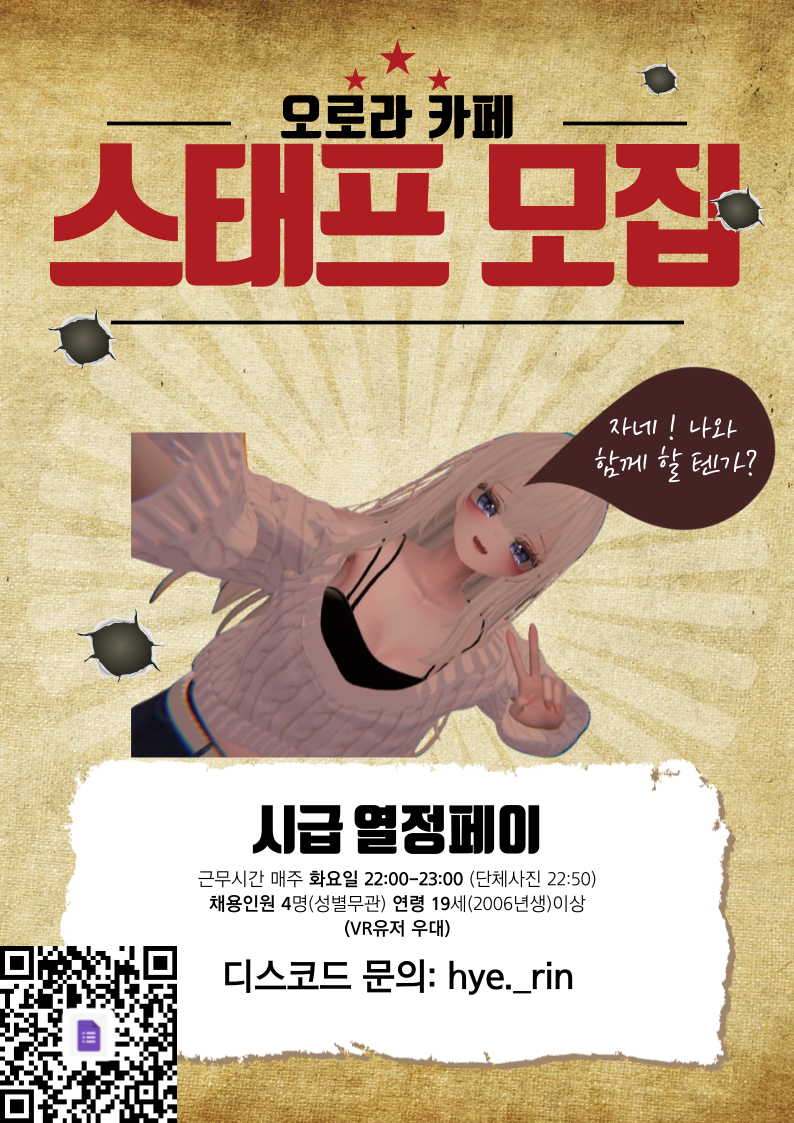 오로라 카페
스태프 모집
자네! 나와
함께 할 텐가?
시급 열정페이
근무시간 매주 화요일 22:00-23:00 (단체사진 22:50)
채용인원 4명(성별무관) 연령 19세(2006년생)이상
(VR유저 우대)
디스코드 문의: hye._rin